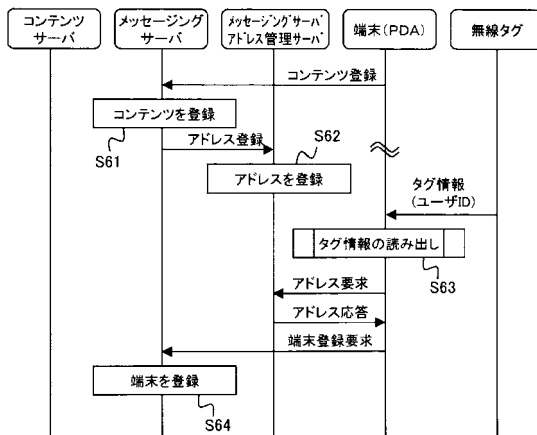 コンテンツ
サーバ
メッセージング
サーバ
メッセージングサーバ
アドレス管理サーバ
端末(PDA)
無線タグ
コンテンツ登録
コンテンツを登録
S61
アドレス登録
S62
アドレスを登録
タグ情報
(ユーザID)
タグ情報の読み出し
S63
アドレス要求
アドレス応答
端末登録要求
端末を登録
S64